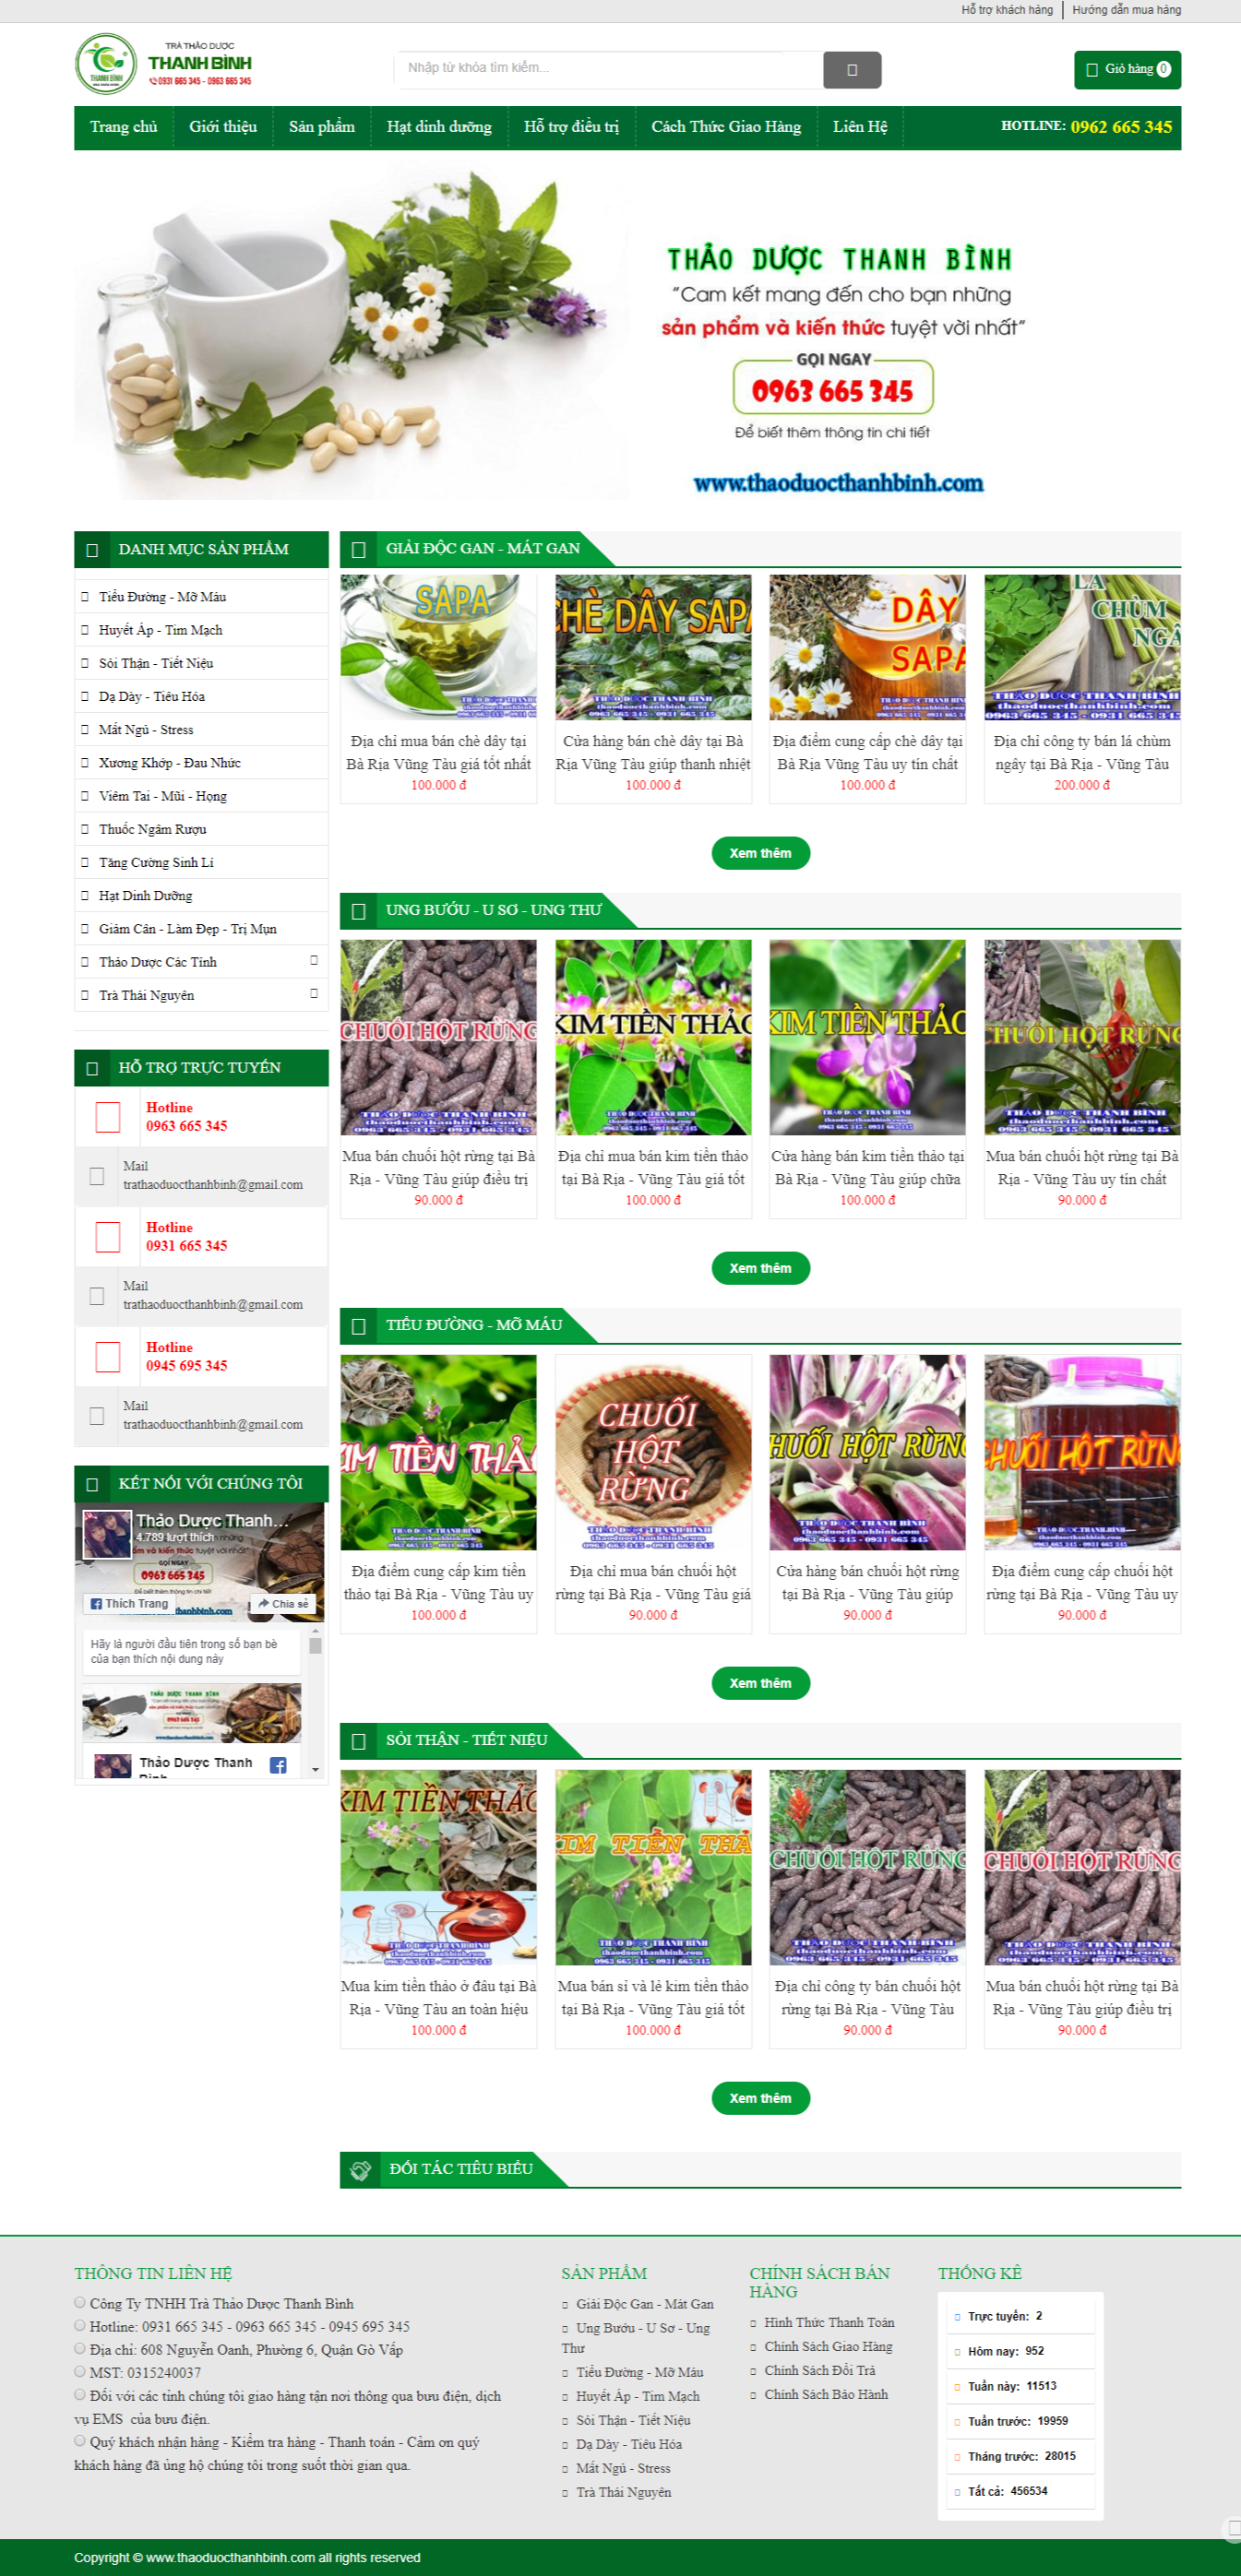 Hỗ trợ khách hàng
Hướng dẫn mua hàng
TRÀ THẢO DƯỢC
THANH BÌNH
0931 665 345 - 0963 665 345
THANH BÌNH
Nhập từ khóa tìm kiếm...
Giỏ hàng 0
Trang chủ
Giới thiệu
Sản phẩm
Hạt dinh dưỡng
Hỗ trợ điều trị
Cách Thức Giao Hàng
Liên Hệ
HOTLINE: 0962 665 345
THẢO DƯỢC THANH BÌNH
“Cam kết mang đến cho bạn những
sản phẩm và kiến thức tuyệt vời nhất”
GỌI NGAY
0963 665 345
Để biết thêm thông tin chi tiết
www.thaoduocthanhbinh.com
DANH MỤC SẢN PHẨM
Tiểu Đường - Mỡ Máu
Huyết Áp - Tim Mạch
Sỏi Thận - Tiết Niệu
Dạ Dày - Tiêu Hóa
Mất Ngủ - Stress
Xương Khớp - Đau Nhức
Viêm Tai - Mũi - Họng
Thuốc Ngâm Rượu
Tăng Cường Sinh Lí
Hạt Dinh Dưỡng
Giảm Cân - Làm Đẹp - Trị Mụn
Thảo Dược Các Tỉnh
Trà Thái Nguyên
HỖ TRỢ TRỰC TUYẾN
Hotline
0963 665 345
Mail
trathaoduocthanhbinh@gmail.com
Hotline
0931 665 345
Mail
trathaoduocthanhbinh@gmail.com
Hotline
0945 695 345
Mail
trathaoduocthanhbinh@gmail.com
KẾT NỐI VỚI CHÚNG TÔI
Thảo Dược Thanh...
4.789 lượt thích
0963 665 345
Thích Trang
Chia sẻ
Hãy là người đầu tiên trong số bạn bè
của bạn thích nội dung này
THẢO DƯỢC THANH BÌNH
0963 665 345
Thảo Dược Thanh
Bình
GIẢI ĐỘC GAN - MÁT GAN
SAPA
CHÈ DÂY SAPA
DÂY
SAPA
LÁ
CHÙM
NGÂ
Địa chỉ mua bán chè dây tại
Bà Rịa Vũng Tàu giá tốt nhất
100.000 đ
Cửa hàng bán chè dây tại Bà
Rịa Vũng Tàu giúp thanh nhiệt
100.000 đ
Địa điểm cung cấp chè dây tại
Bà Rịa Vũng Tàu uy tín chất
100.000 đ
Địa chỉ công ty bán lá chùm
ngây tại Bà Rịa - Vũng Tàu
200.000 đ
Xem thêm
UNG BƯỚU - U SƠ - UNG THƯ
CHUỐI HỘT RỪNG
KIM TIỀN THẢO
KIM TIỀN THẢO
CHUỐI HỘT RỪNG
Mua bán chuối hột rừng tại Bà
Rịa - Vũng Tàu giúp điều trị
90.000 đ
Địa chỉ mua bán kim tiền thảo
tại Bà Rịa - Vũng Tàu giá tốt
100.000 đ
Cửa hàng bán kim tiền thảo tại
Bà Rịa - Vũng Tàu giúp chữa
100.000 đ
Mua bán chuối hột rừng tại Bà
Rịa - Vũng Tàu uy tín chất
90.000 đ
Xem thêm
TIỂU ĐƯỜNG - MỠ MÁU
KIM TIỀN THẢO
CHUỐI
HỘT
RỪNG
CHUỐI HỘT RỪNG
CHUỐI HỘT RỪNG
Địa điểm cung cấp kim tiền
thảo tại Bà Rịa - Vũng Tàu uy
100.000 đ
Địa chỉ mua bán chuối hột
rừng tại Bà Rịa - Vũng Tàu giá
90.000 đ
Cửa hàng bán chuối hột rừng
tại Bà Rịa - Vũng Tàu giúp
90.000 đ
Địa điểm cung cấp chuối hột
rừng tại Bà Rịa - Vũng Tàu uy
90.000 đ
Xem thêm
SỎI THẬN - TIẾT NIỆU
KIM TIỀN THẢO
KIM TIỀN THẢO
CHUỐI HỘT RỪNG
CHUỐI HỘT RỪNG
Mua kim tiền thảo ở đâu tại Bà
Rịa - Vũng Tàu an toàn hiệu
100.000 đ
Mua bán sỉ và lẻ kim tiền thảo
tại Bà Rịa - Vũng Tàu giá tốt
100.000 đ
Địa chỉ công ty bán chuối hột
rừng tại Bà Rịa - Vũng Tàu
90.000 đ
Mua bán chuối hột rừng tại Bà
Rịa - Vũng Tàu giúp điều trị
90.000 đ
Xem thêm
ĐỐI TÁC TIÊU BIỂU
THÔNG TIN LIÊN HỆ
Công Ty TNHH Trà Thảo Dược Thanh Bình
Hotline: 0931 665 345 - 0963 665 345 - 0945 695 345
Địa chỉ: 608 Nguyễn Oanh, Phường 6, Quận Gò Vấp
MST: 0315240037
Đối với các tỉnh chúng tôi giao hàng tận nơi thông qua bưu điện, dịch
vụ EMS của bưu điện.
Quý khách nhận hàng - Kiểm tra hàng - Thanh toán - Cảm ơn quý
khách hàng đã ủng hộ chúng tôi trong suốt thời gian qua.
SẢN PHẨM
Giải Độc Gan - Mát Gan
Ung Bướu - U Sơ - Ung
Thư
Tiểu Đường - Mỡ Máu
Huyết Áp - Tim Mạch
Sỏi Thận - Tiết Niệu
Dạ Dày - Tiêu Hóa
Mất Ngủ - Stress
Trà Thái Nguyên
CHÍNH SÁCH BÁN
HÀNG
Hình Thức Thanh Toán
Chính Sách Giao Hàng
Chính Sách Đổi Trả
Chính Sách Bảo Hành
THỐNG KÊ
Trực tuyến: 2
Hôm nay: 952
Tuần này: 11513
Tuần trước: 19959
Tháng trước: 28015
Tất cả: 456534
Copyright © www.thaoduocthanhbinh.com all rights reserved